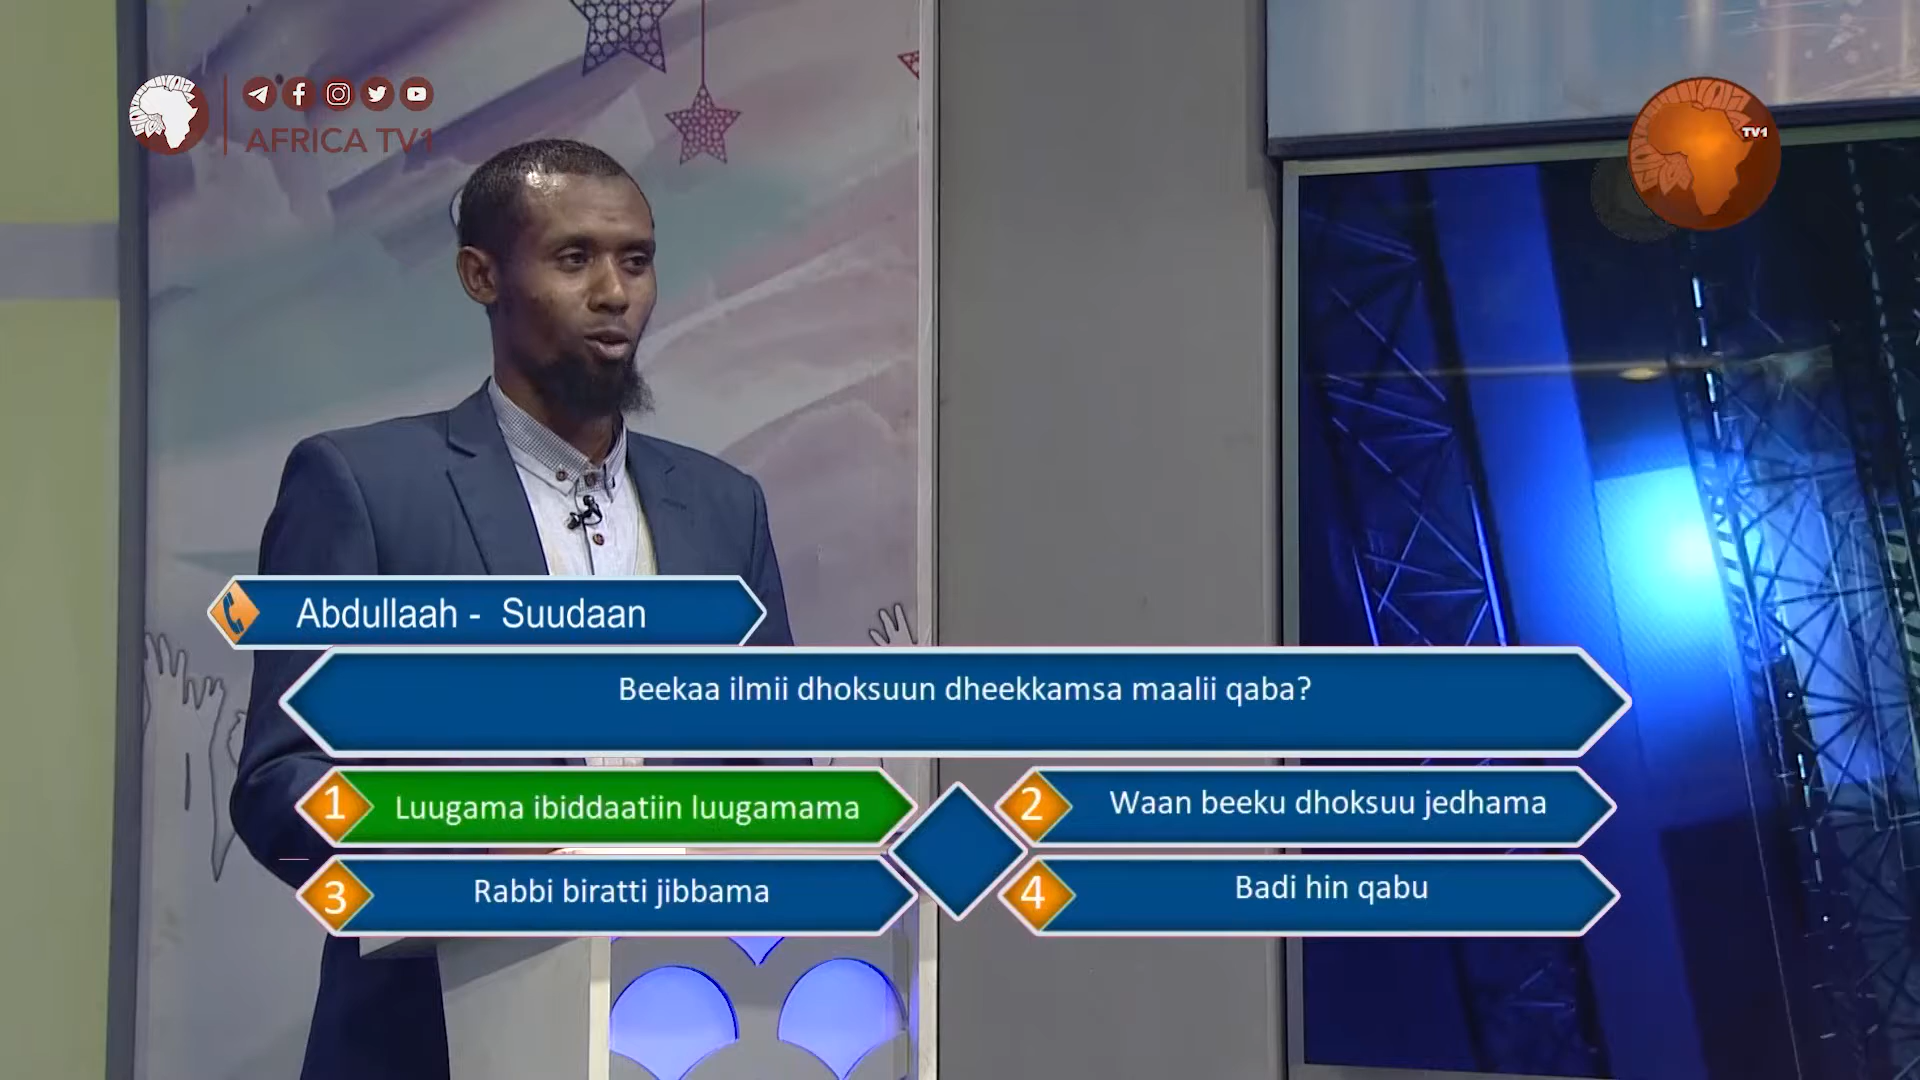 AFRICA TV1
TV1
Abdullaah - Suudaan
Beekaa ilmii dhoksuun dheekkamsa maalii qaba?
1 Luugama ibiddaatiin luugamama
2 Waan beeku dhoksuu jedhama
3 Rabbi biratti jibbama
4 Badi hin qabu